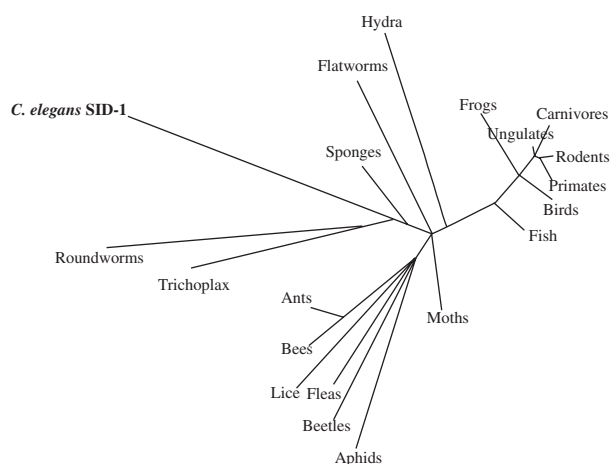 Hydra
Flatworms
C. elegans SID-1
Frogs
Carnivores
Ungulates
Sponges
Rodents
Primates
Birds
Fish
Roundworms
Trichoplax
Ants
Moths
Bees
Lice
Fleas
Beetles
Aphids